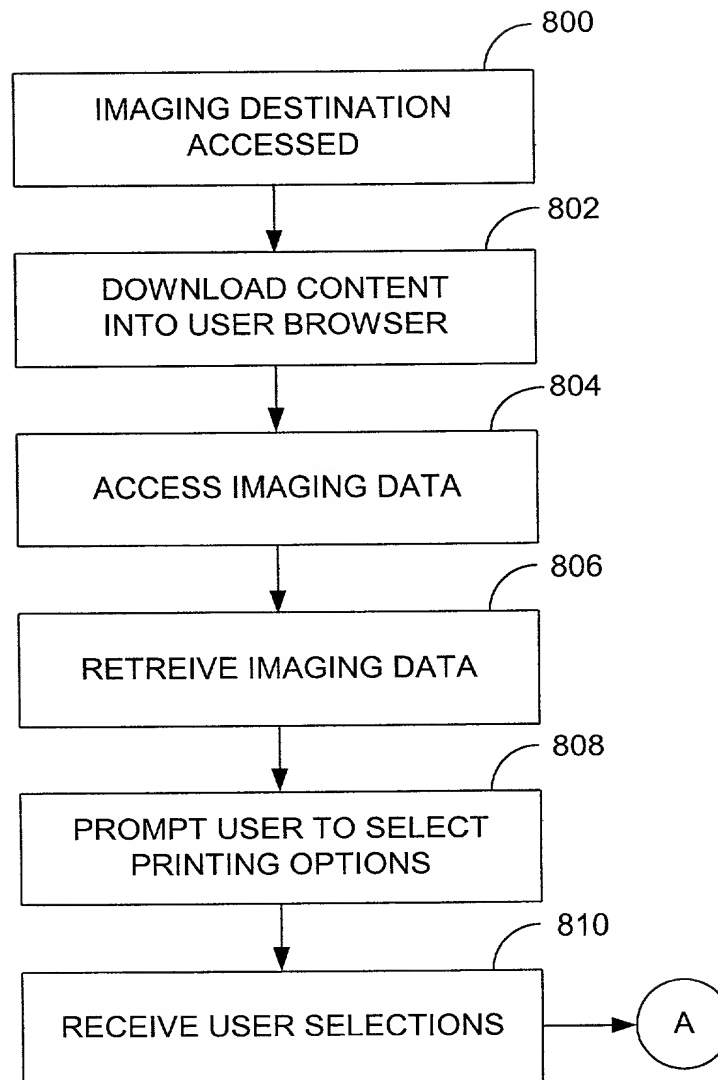 800
IMAGING DESTINATION
ACCESSED
802
DOWNLOAD CONTENT
INTO USER BROWSER
804
ACCESS IMAGING DATA
806
RETREIVE IMAGING DATA
808
PROMPT USER TO SELECT
PRINTING OPTIONS
810
RECEIVE USER SELECTIONS
A